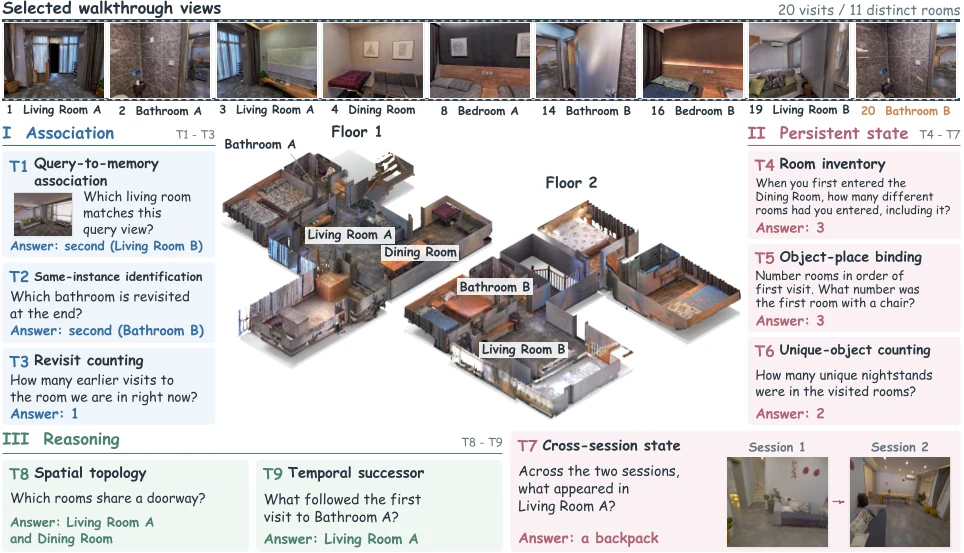 Selected walkthrough views
20 visits / 11 distinct rooms
1 Living Room A
2 Bathroom A
3 Living Room A
4 Dining Room
8 Bedroom A
14 Bathroom B
16 Bedroom B
19 Living Room B
20 Bathroom B
I Association
T1 - T3
T1 Query-to-memory
association
Which living room
matches this
query view?
Answer: second (Living Room B)
T2 Same-instance identification
Which bathroom is revisited
at the end?
Answer: second (Bathroom B)
T3 Revisit counting
How many earlier visits to
the room we are in right now?
Answer: 1
Floor 1
Bathroom A
Living Room A
Dining Room
Floor 2
Bathroom B
Living Room B
II Persistent state
T4 - T7
T4 Room inventory
When you first entered the
Dining Room, how many different
rooms had you entered, including it?
Answer: 3
T5 Object-place binding
Number rooms in order of
first visit. What number was
the first room with a chair?
Answer: 3
T6 Unique-object counting
How many unique nightstands
were in the visited rooms?
Answer: 2
III Reasoning
T8 - T9
T8 Spatial topology
Which rooms share a doorway?
Answer: Living Room A
and Dining Room
T9 Temporal successor
What followed the first
visit to Bathroom A?
Answer: Living Room A
T7 Cross-session state
Across the two sessions,
what appeared in
Living Room A?
Answer: a backpack
Session 1
Session 2